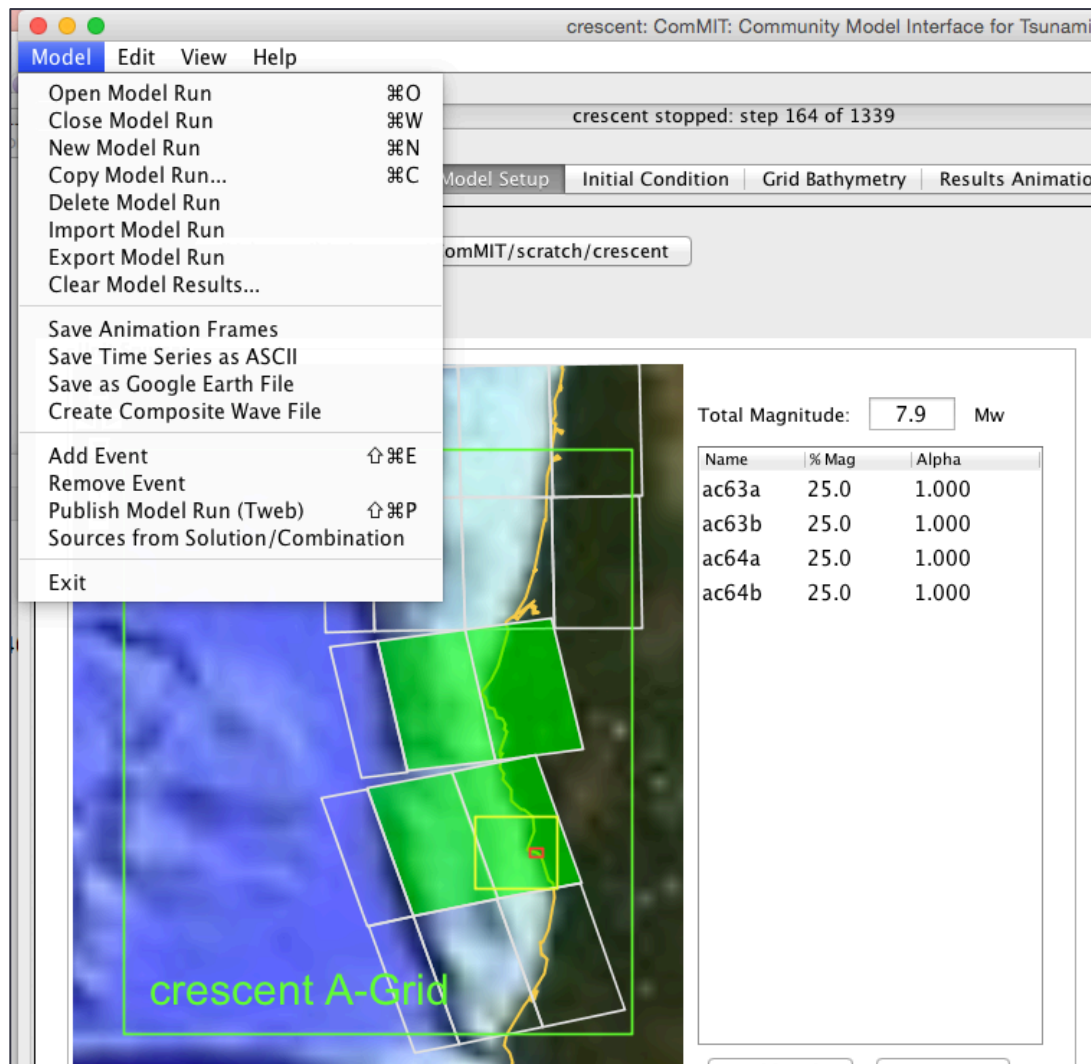 crescent: ComMIT: Community Model Interface for Tsunami
Model Edit View Help
Open Model Run ⌘O
Close Model Run ⌘W
New Model Run ⌘N
Copy Model Run... ⌘C
Delete Model Run
Import Model Run
Export Model Run
Clear Model Results...
Save Animation Frames
Save Time Series as ASCII
Save as Google Earth File
Create Composite Wave File
Add Event ⇧⌘E
Remove Event
Publish Model Run (Tweb) ⇧⌘P
Sources from Solution/Combination
Exit
crescent stopped: step 164 of 1339
Model Setup Initial Condition Grid Bathymetry Results Animatio
omMIT/scratch/crescent
Total Magnitude: 7.9 Mw
Name % Mag Alpha
ac63a 25.0 1.000
ac63b 25.0 1.000
ac64a 25.0 1.000
ac64b 25.0 1.000
crescent A-Grid